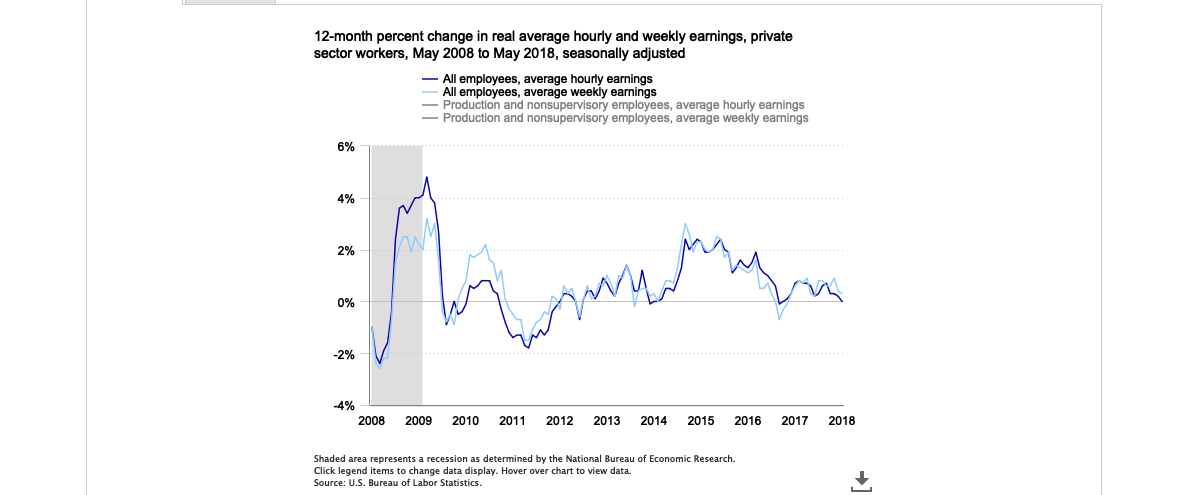 12-month percent change in real average hourly and weekly earnings, private
sector workers, May 2008 to May 2018, seasonally adjusted
All employees, average hourly earnings
All employees, average weekly earnings
Production and nonsupervisory employees, average hourly earnings
Production and nonsupervisory employees, average weekly earnings
6%
4%
2%
0%
-2%
-4%
2008 2009 2010 2011 2012 2013 2014 2015 2016 2017 2018
Shaded area represents a recession as determined by the National Bureau of Economic Research.
Click legend items to change data display. Hover over chart to view data.
Source: U.S. Bureau of Labor Statistics.